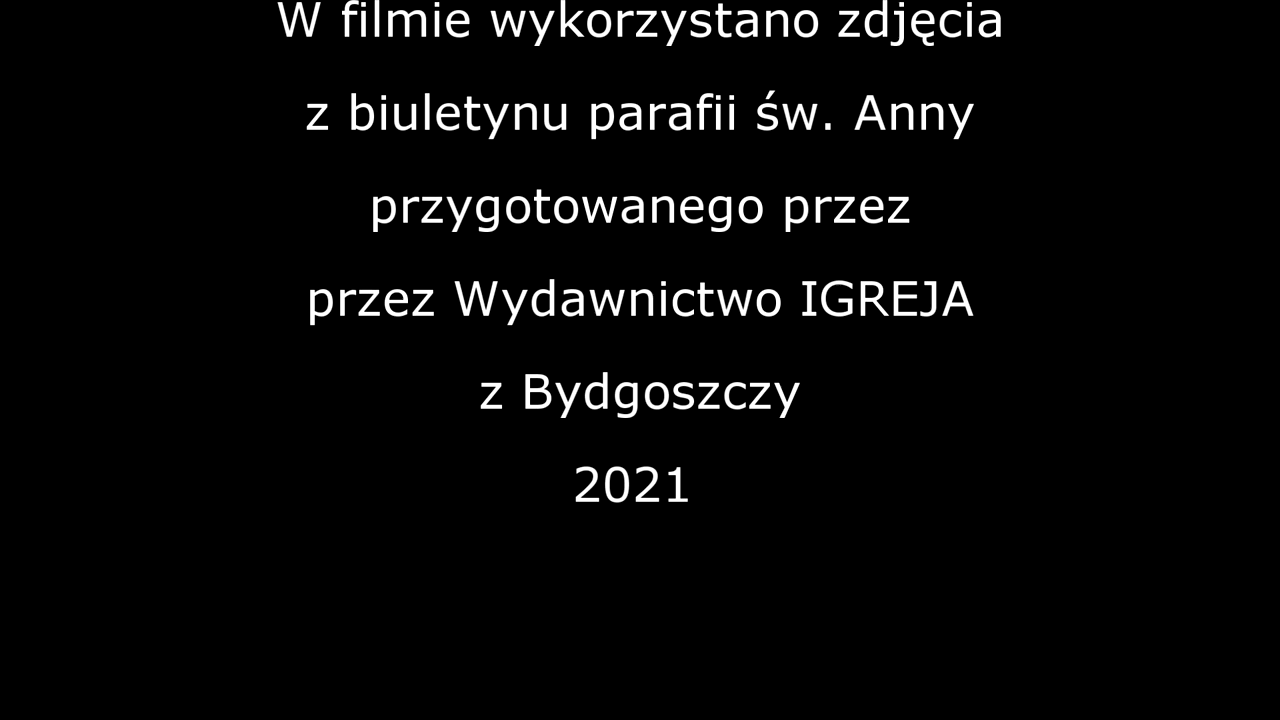 W filmie wykorzystano zdjęcia
z biuletynu parafii św. Anny
przygotowanego przez
przez Wydawnictwo IGREJA
z Bydgoszczy
2021